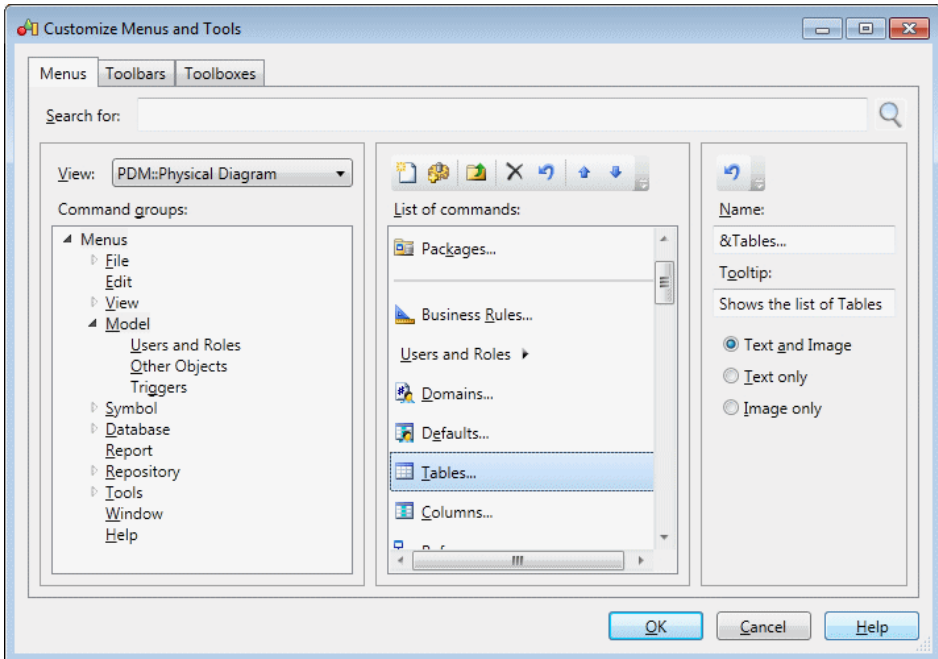 Customize Menus and Tools
Menus Toolbars Toolboxes
Search for:
View: PDM::Physical Diagram
Command groups:
Menus
File
Edit
View
Model
Users and Roles
Other Objects
Triggers
Symbol
Database
Report
Repository
Tools
Window
Help
List of commands:
Packages...
Business Rules...
Users and Roles
Domains...
Defaults...
Tables...
Columns...
Name:
&Tables...
Tooltip:
Shows the list of Tables
Text and Image
Text only
Image only
OK Cancel Help